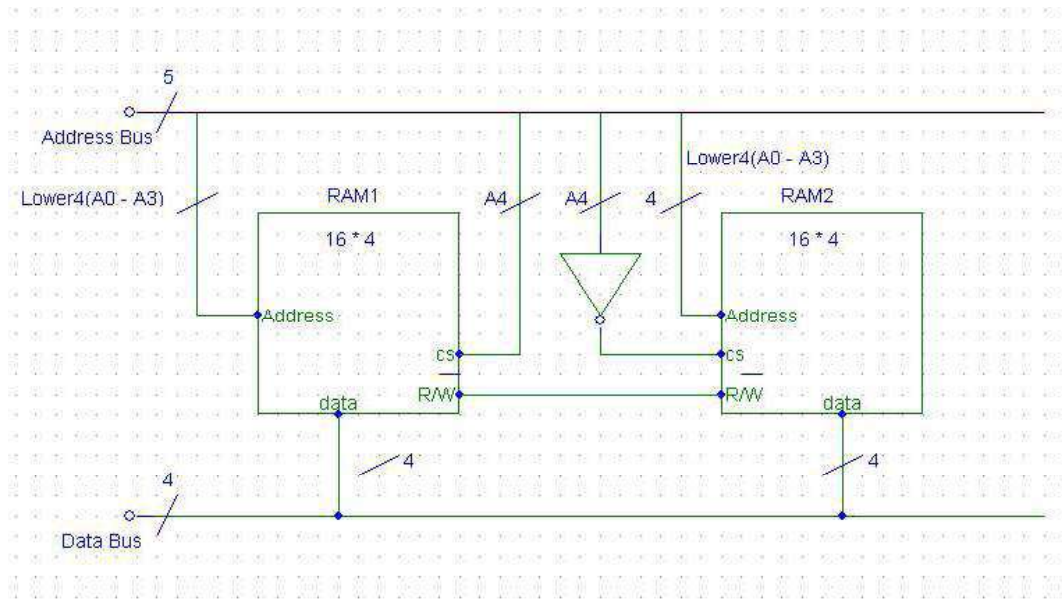 5
Address Bus
Lower4(A0 - A3)
Lower4(A0 - A3)
RAM1
A4
A4
4
RAM2
16 * 4
16 * 4
Address
Address
cs
cs
R/W
R/W
data
data
4
4
4
Data Bus